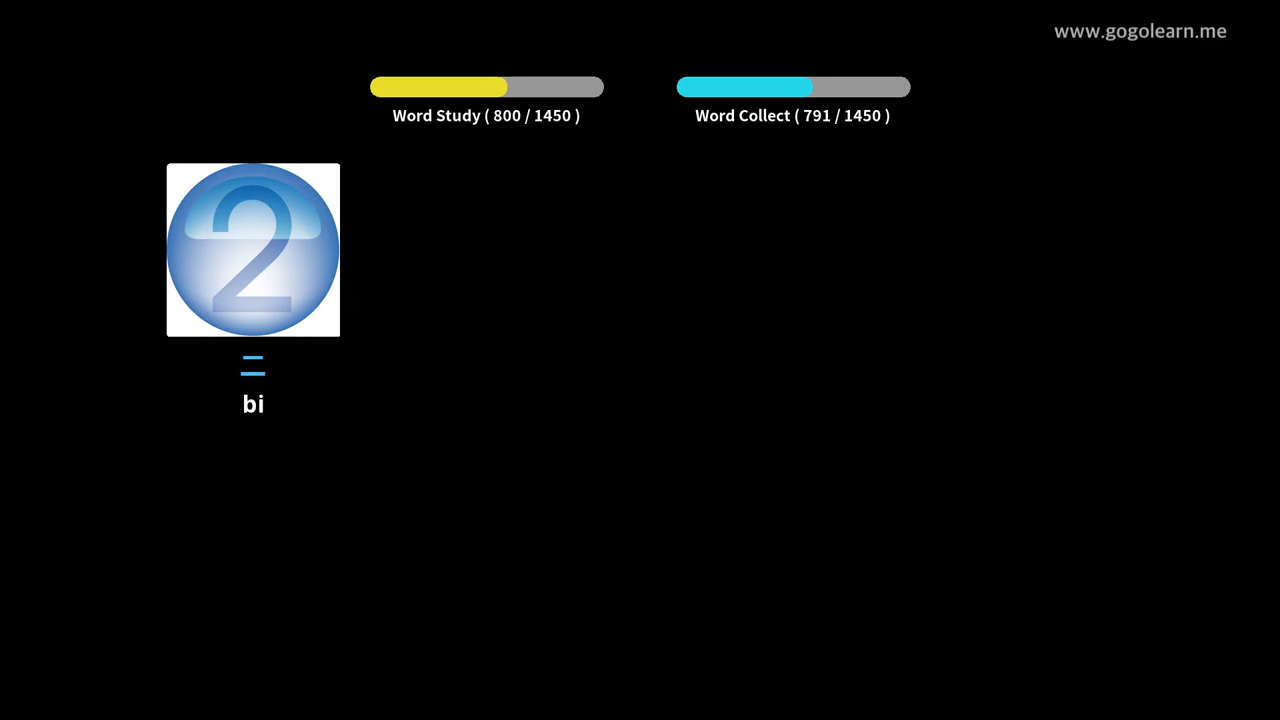 www.gogolearn.me
Word Study ( 800 / 1450 )
Word Collect ( 791 / 1450 )
2
二
bi